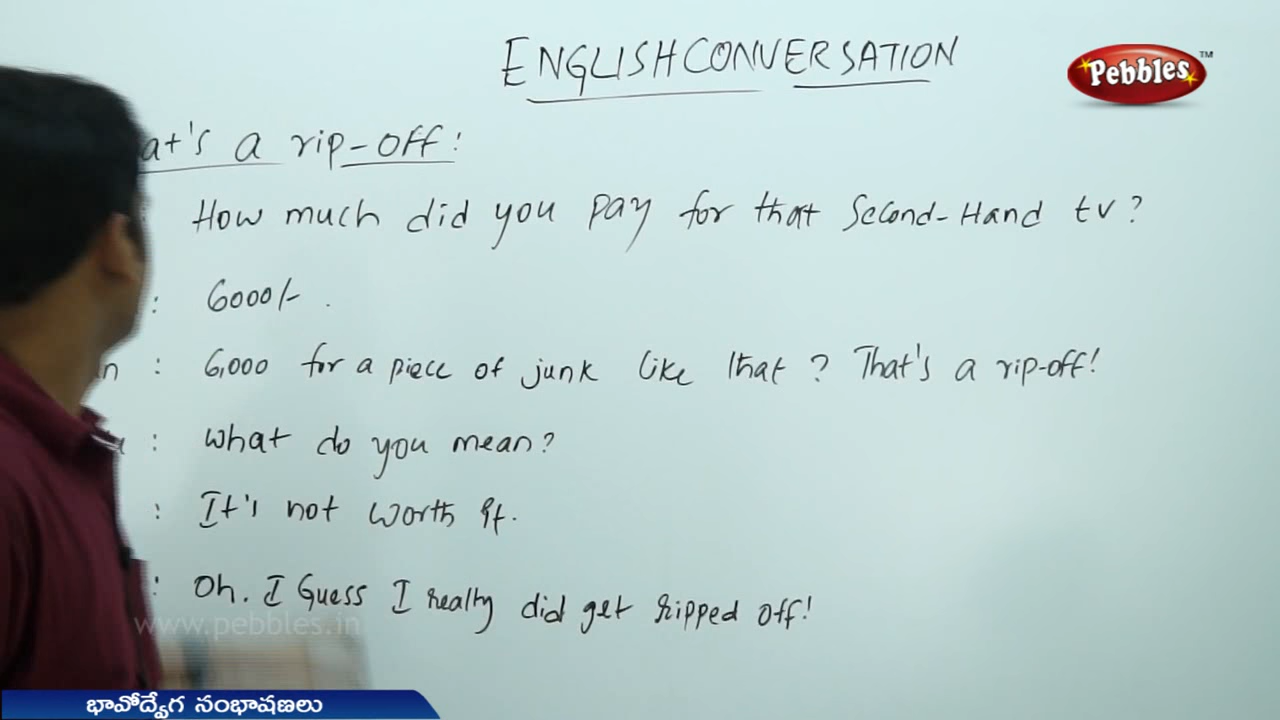 ENGLISH CONVERSATION
Pebbles TM
at's a rip-off:
How much did you pay for that Second-Hand tv?
: 6000/-.
n : 6,000 for a piece of junk like that? That's a rip-off!
: What do you mean?
: It's not worth it.
: Oh. I Guess I really did get ripped off!
www.pebbles.in
భావోద్వేగ సంభాషణలు